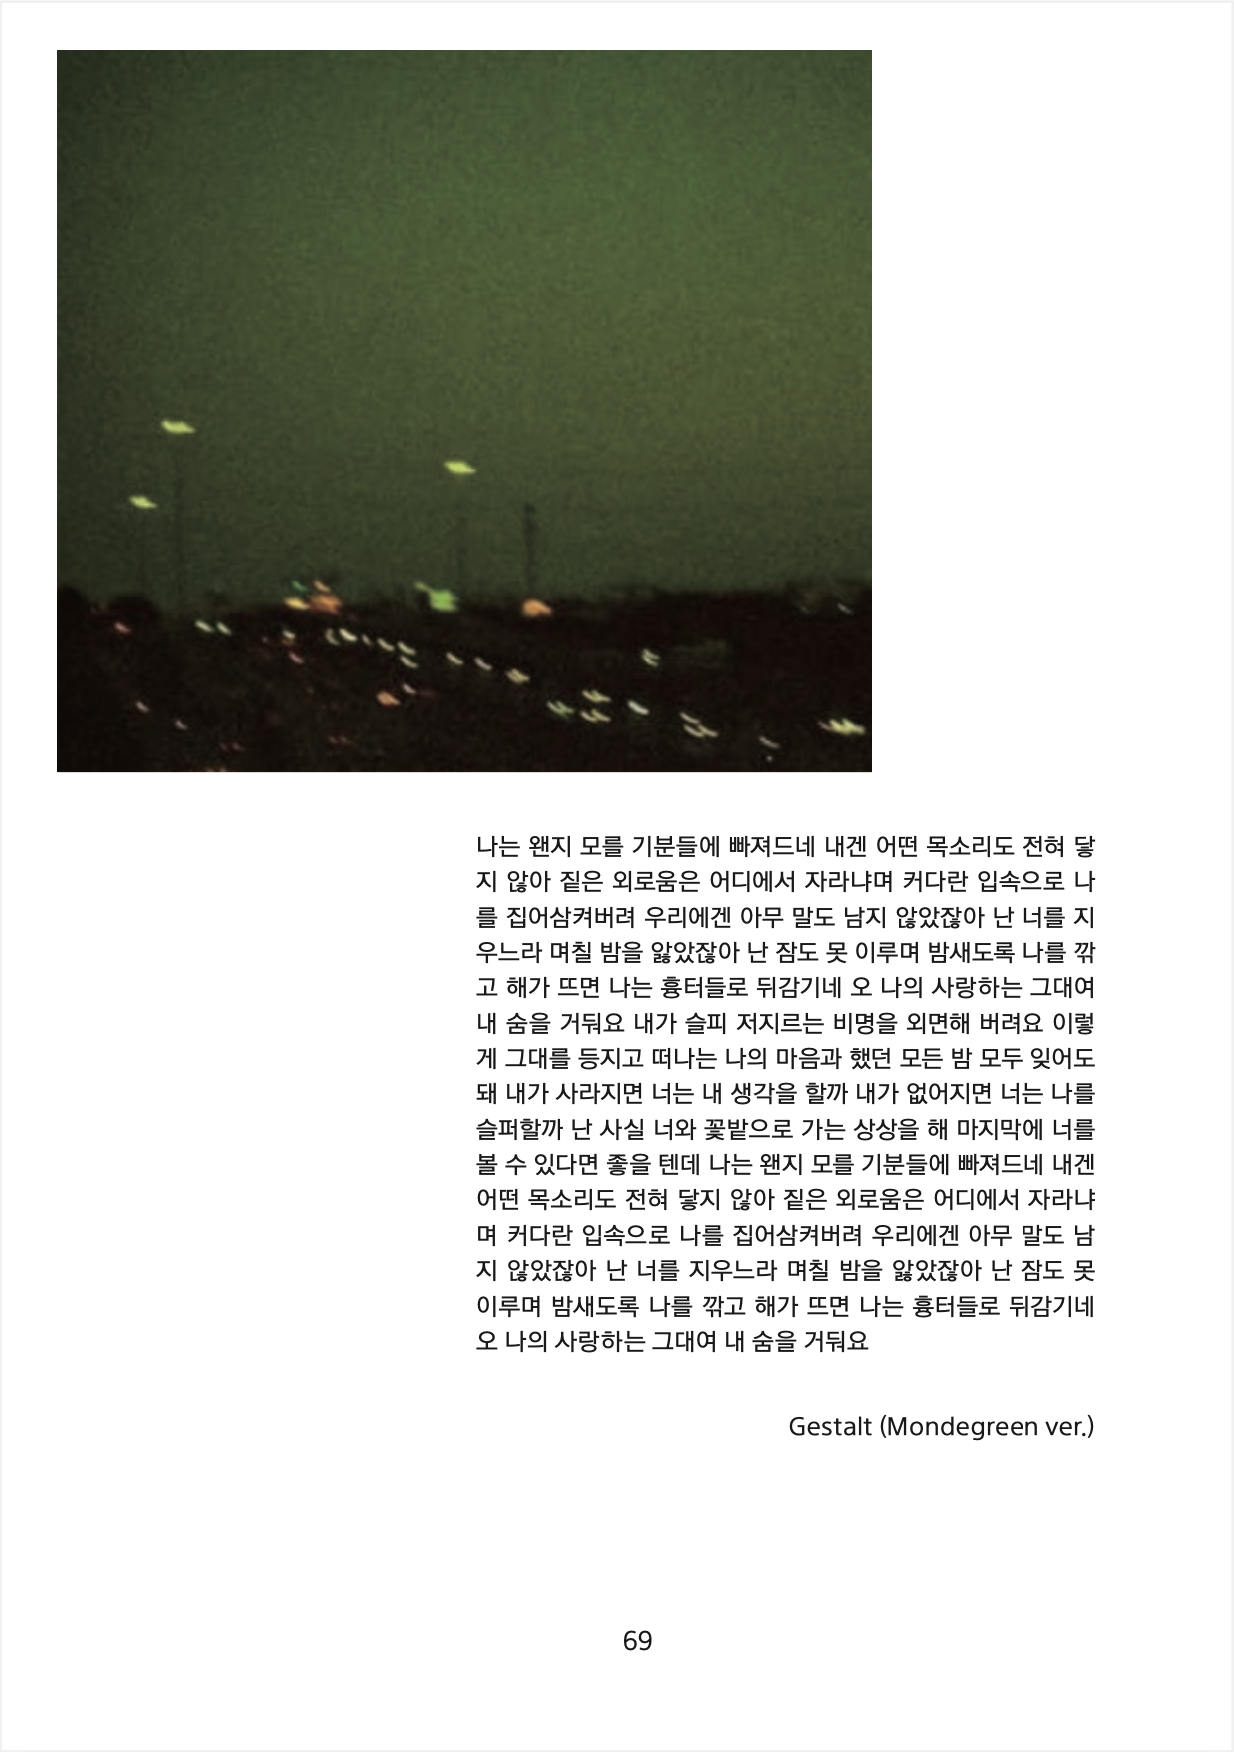 나는 왠지 모를 기분들에 빠져드네 내겐 어떤 목소리도 전혀 닿
지 않아 짙은 외로움은 어디에서 자라냐며 커다란 입속으로 나
를 집어삼켜버려 우리에겐 아무 말도 남지 않았잖아 난 너를 지
우느라 며칠 밤을 앓았잖아 난 잠도 못 이루며 밤새도록 나를 깎
고 해가 뜨면 나는 흉터들로 뒤감기네 오 나의 사랑하는 그대여
내 숨을 거둬요 내가 슬피 저지르는 비명을 외면해 버려요 이렇
게 그대를 등지고 떠나는 나의 마음과 했던 모든 밤 모두 잊어도
돼 내가 사라지면 너는 내 생각을 할까 내가 없어지면 너는 나를
슬퍼할까 난 사실 너와 꽃밭으로 가는 상상을 해 마지막에 너를
볼 수 있다면 좋을 텐데 나는 왠지 모를 기분들에 빠져드네 내겐
어떤 목소리도 전혀 닿지 않아 짙은 외로움은 어디에서 자라냐
며 커다란 입속으로 나를 집어삼켜버려 우리에겐 아무 말도 남
지 않았잖아 난 너를 지우느라 며칠 밤을 앓았잖아 난 잠도 못
이루며 밤새도록 나를 깎고 해가 뜨면 나는 흉터들로 뒤감기네
오 나의 사랑하는 그대여 내 숨을 거둬요
Gestalt (Mondegreen ver.)
69